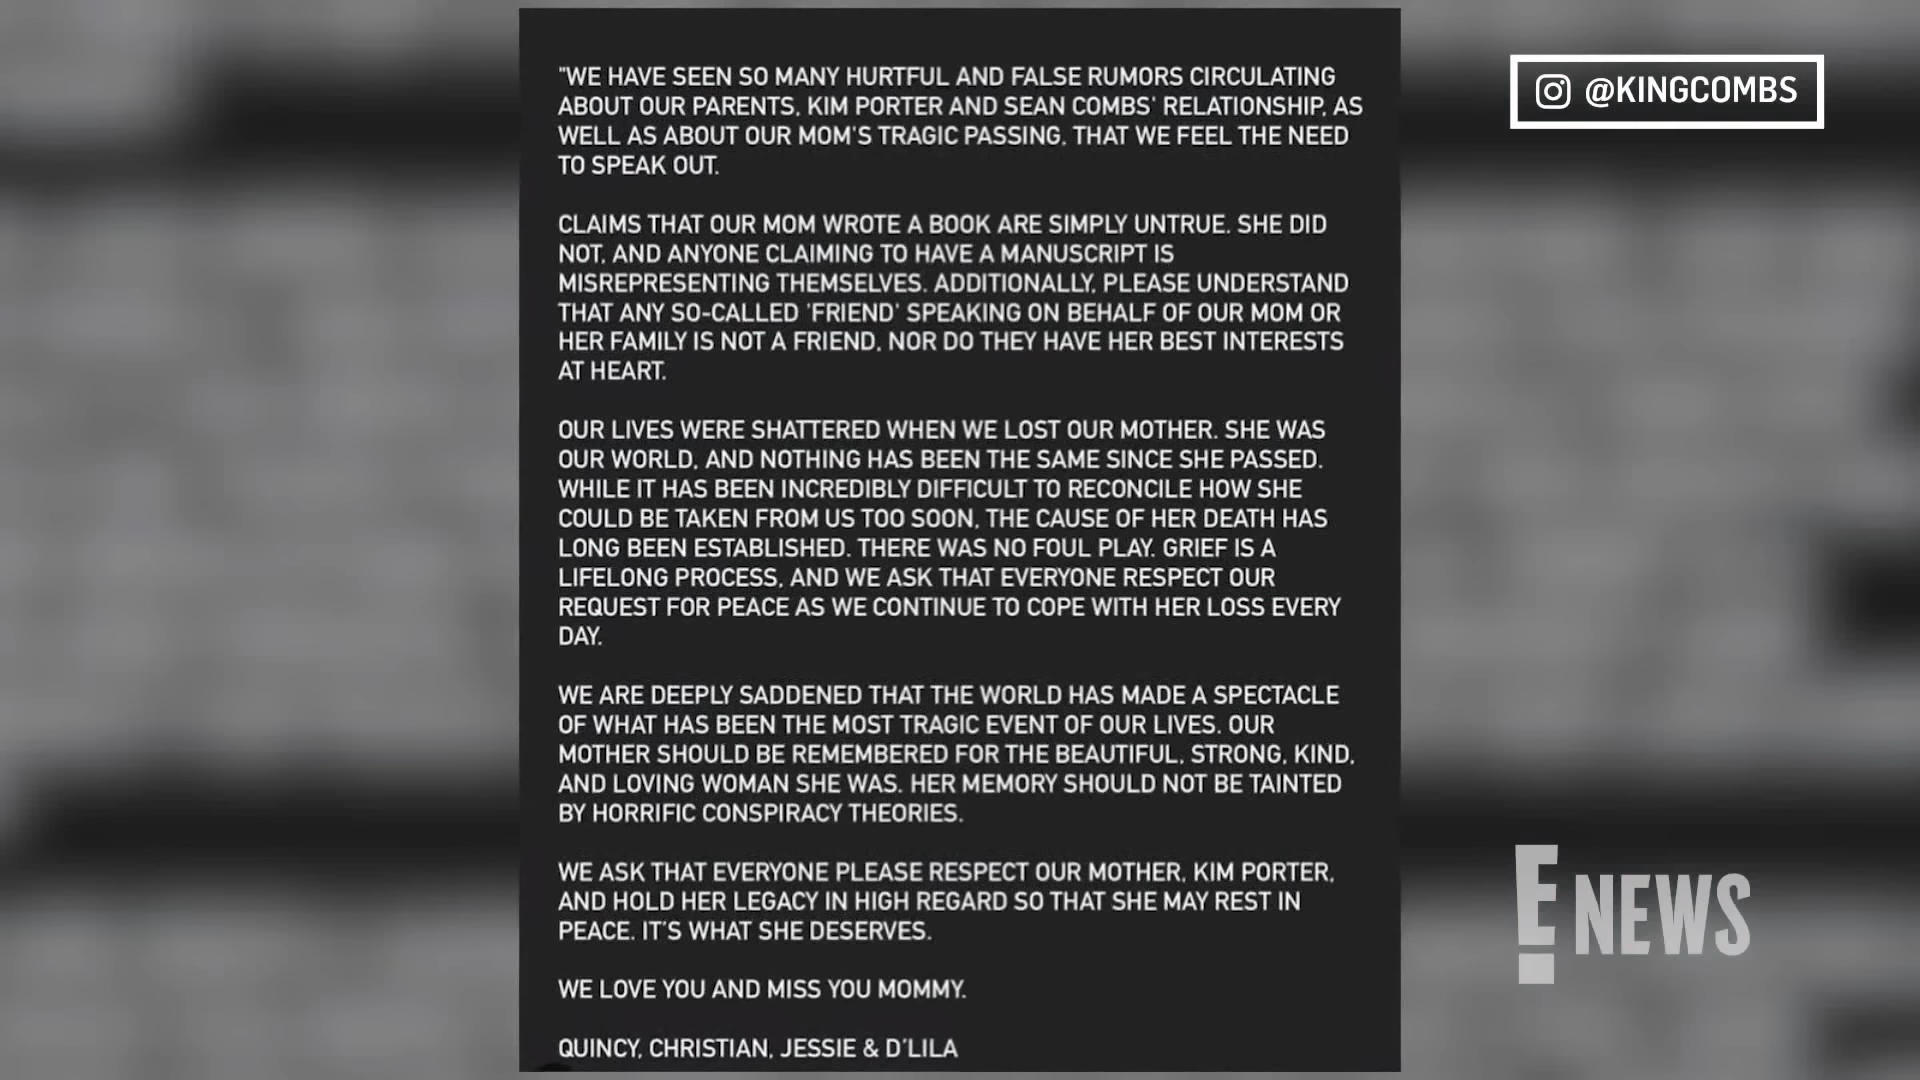 "WE HAVE SEEN SO MANY HURTFUL AND FALSE RUMORS CIRCULATING
ABOUT OUR PARENTS, KIM PORTER AND SEAN COMBS' RELATIONSHIP, AS
WELL AS ABOUT OUR MOM'S TRAGIC PASSING, THAT WE FEEL THE NEED
TO SPEAK OUT.
CLAIMS THAT OUR MOM WROTE A BOOK ARE SIMPLY UNTRUE. SHE DID
NOT, AND ANYONE CLAIMING TO HAVE A MANUSCRIPT IS
MISREPRESENTING THEMSELVES. ADDITIONALLY, PLEASE UNDERSTAND
THAT ANY SO-CALLED 'FRIEND' SPEAKING ON BEHALF OF OUR MOM OR
HER FAMILY IS NOT A FRIEND, NOR DO THEY HAVE HER BEST INTERESTS
AT HEART.
OUR LIVES WERE SHATTERED WHEN WE LOST OUR MOTHER. SHE WAS
OUR WORLD, AND NOTHING HAS BEEN THE SAME SINCE SHE PASSED.
WHILE IT HAS BEEN INCREDIBLY DIFFICULT TO RECONCILE HOW SHE
COULD BE TAKEN FROM US TOO SOON, THE CAUSE OF HER DEATH HAS
LONG BEEN ESTABLISHED. THERE WAS NO FOUL PLAY. GRIEF IS A
LIFELONG PROCESS, AND WE ASK THAT EVERYONE RESPECT OUR
REQUEST FOR PEACE AS WE CONTINUE TO COPE WITH HER LOSS EVERY
DAY.
WE ARE DEEPLY SADDENED THAT THE WORLD HAS MADE A SPECTACLE
OF WHAT HAS BEEN THE MOST TRAGIC EVENT OF OUR LIVES. OUR
MOTHER SHOULD BE REMEMBERED FOR THE BEAUTIFUL, STRONG, KIND,
AND LOVING WOMAN SHE WAS. HER MEMORY SHOULD NOT BE TAINTED
BY HORRIFIC CONSPIRACY THEORIES.
WE ASK THAT EVERYONE PLEASE RESPECT OUR MOTHER, KIM PORTER,
AND HOLD HER LEGACY IN HIGH REGARD SO THAT SHE MAY REST IN
PEACE. IT'S WHAT SHE DESERVES.
WE LOVE YOU AND MISS YOU MOMMY.
QUINCY, CHRISTIAN, JESSIE & D'LILA
@KINGCOMBS
E! NEWS